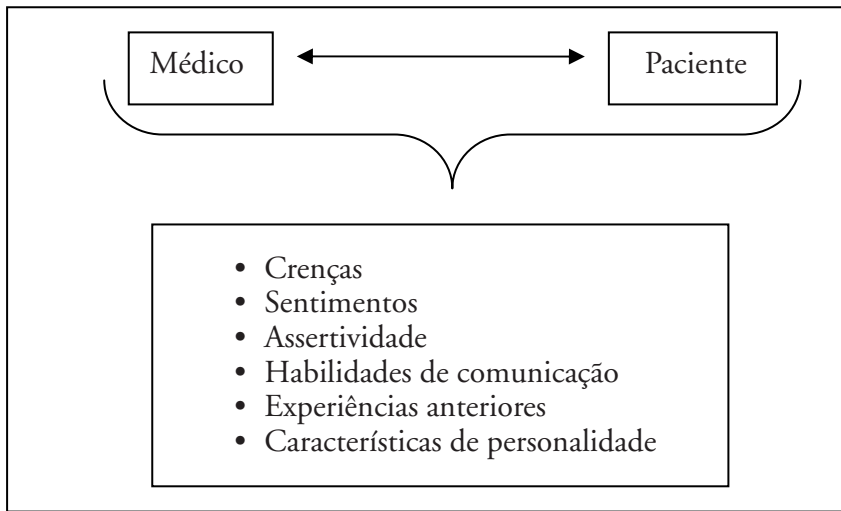 Médico
Paciente
• Crenças
• Sentimentos
• Assertividade
• Habilidades de comunicação
• Experiências anteriores
• Características de personalidade